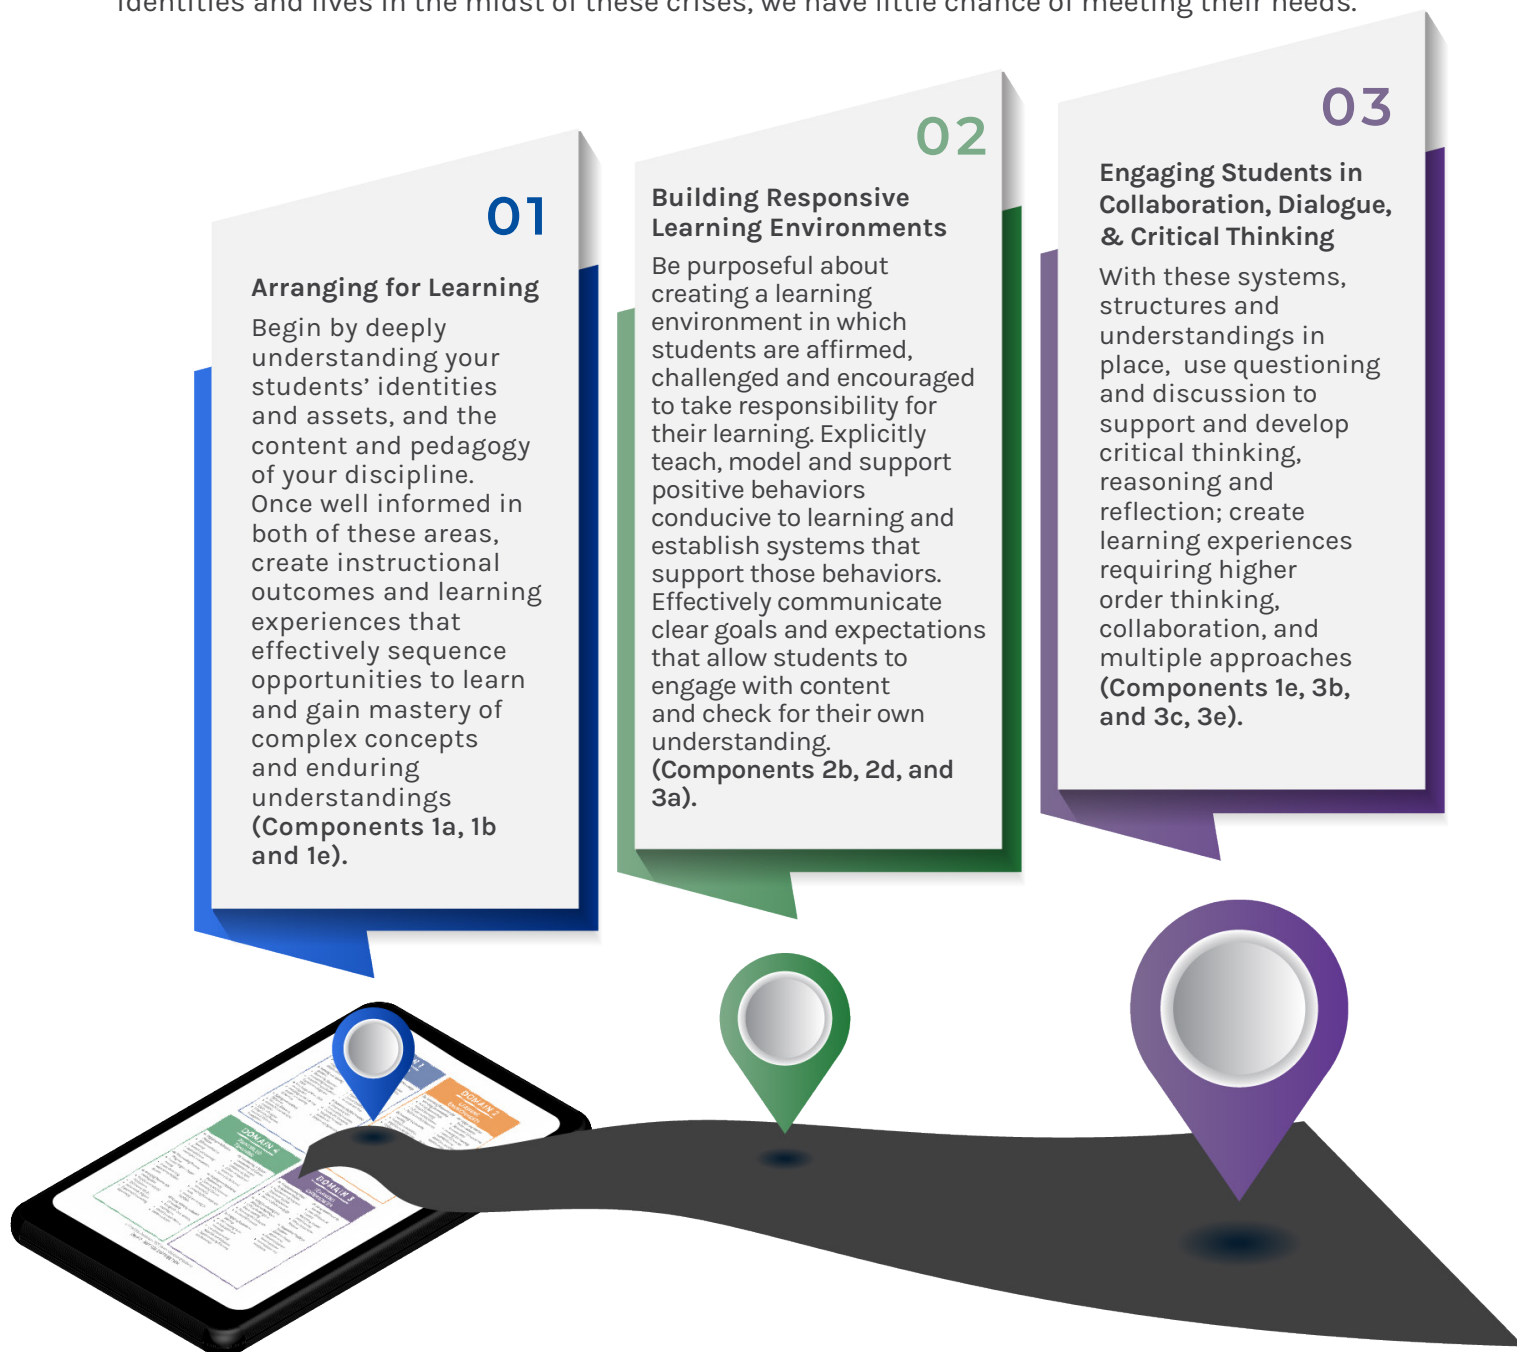 identities and lives in the midst of these crises, we have little chance of meeting their needs.
01
Arranging for Learning
Begin by deeply
understanding your
students’ identities
and assets, and the
content and pedagogy
of your discipline.
Once well informed in
both of these areas,
create instructional
outcomes and learning
experiences that
effectively sequence
opportunities to learn
and gain mastery of
complex concepts
and enduring
understandings
(Components 1a, 1b
and 1e).
02
Building Responsive
Learning Environments
Be purposeful about
creating a learning
environment in which
students are affirmed,
challenged and encouraged
to take responsibility for
their learning. Explicitly
teach, model and support
positive behaviors
conducive to learning and
establish systems that
support those behaviors.
Effectively communicate
clear goals and expectations
that allow students to
engage with content
and check for their own
understanding.
(Components 2b, 2d, and
3a).
03
Engaging Students in
Collaboration, Dialogue,
& Critical Thinking
With these systems,
structures and
understandings in
place,  use questioning
and discussion to
support and develop
critical thinking,
reasoning and
reflection; create
learning experiences
requiring higher
order thinking,
collaboration, and
multiple approaches
(Components 1e, 3b,
and 3c, 3e).
DOMAIN 2
DOMAIN 4
DOMAIN 3